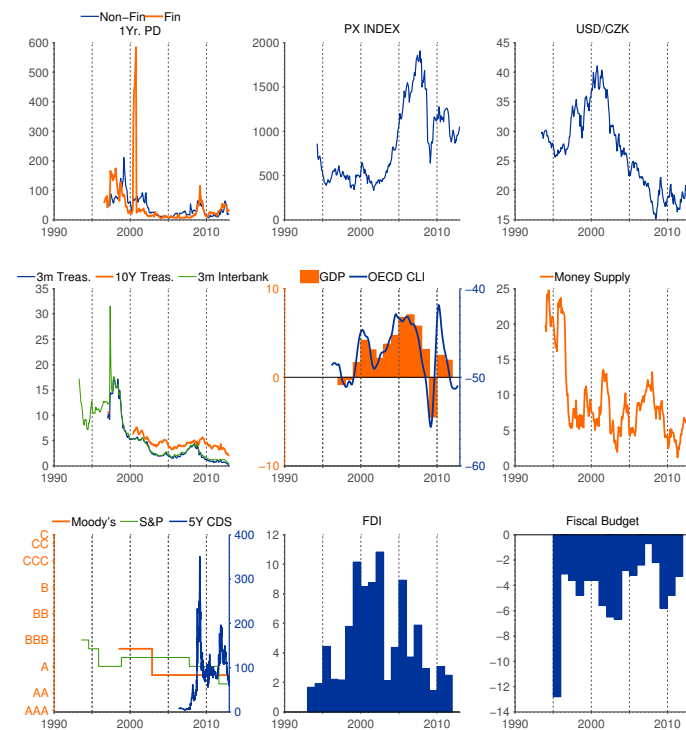 Non-Fin Fin
1Yr. PD
600
500
400
300
200
100
0
1990 2000 2010
PX INDEX
2000
1500
1000
500
0
1990 2000 2010
USD/CZK
45
40
35
30
25
20
15
1990 2000 2010
3m Treas. 10Y Treas. 3m Interbank
35
30
25
20
15
10
5
0
1990 2000 2010
GDP OECD CLI
10
0
−10
−40
−50
−60
1990 2000 2010
Money Supply
25
20
15
10
5
0
1990 2000 2010
Moody's S&P 5Y CDS
C
CC
CCC
B
BB
BBB
A
AA
AAA
400
300
200
100
0
1990 2000 2010
FDI
12
10
8
6
4
2
0
1990 2000 2010
Fiscal Budget
0
−2
−4
−6
−8
−10
−12
−14
1990 2000 2010